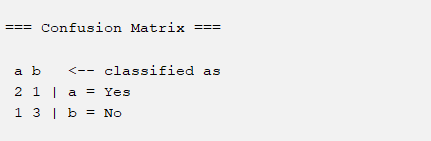 === Confusion Matrix ===
a b <-- classified as
2 1 | a = Yes
1 3 | b = No